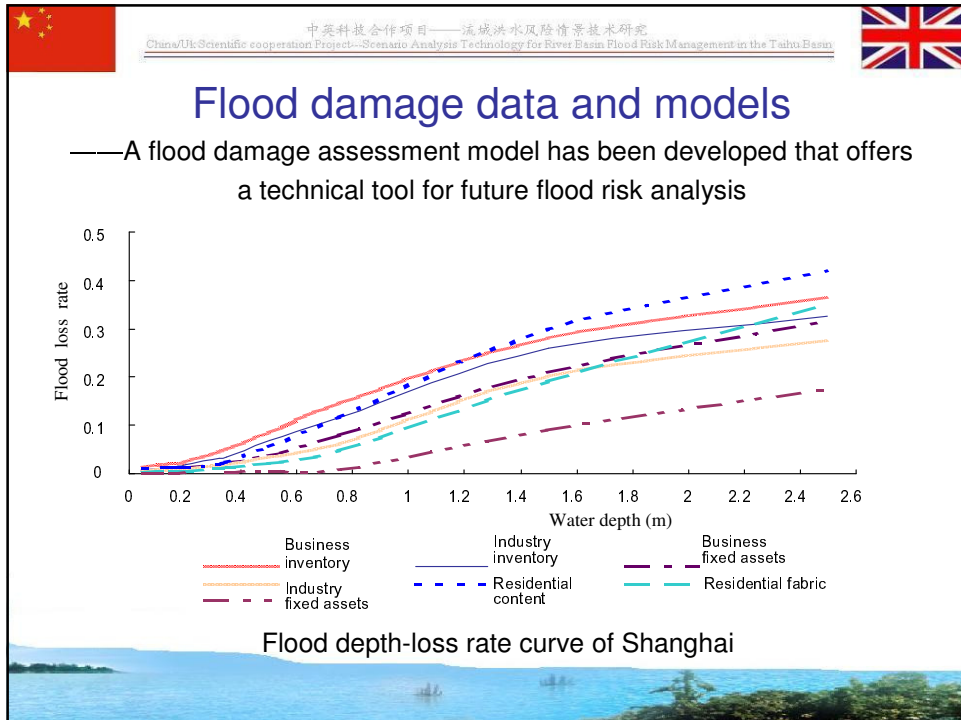 中英科技合作项目——流域洪水风险情景技术研究
China/Uk Scientific cooperation Project---Scenario Analysis Technology for River Basin Flood Risk Management in the Taihu Basin
Flood damage data and models
——A flood damage assessment model has been developed that offers
a technical tool for future flood risk analysis
0.5
0.4
0.3
0.2
0.1
0
Flood loss rate
0 0.2 0.4 0.6 0.8 1 1.2 1.4 1.6 1.8 2 2.2 2.4 2.6
Water depth (m)
Business
inventory
Industry
inventory
Business
fixed assets
Industry
fixed assets
Residential
content
Residential fabric
Flood depth-loss rate curve of Shanghai